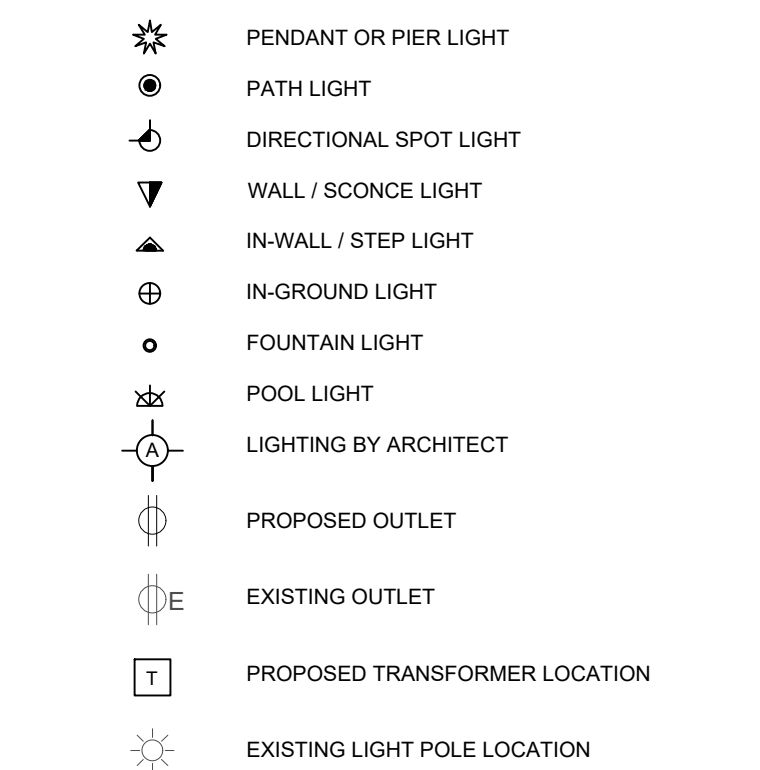 PENDANT OR PIER LIGHT
PATH LIGHT
DIRECTIONAL SPOT LIGHT
WALL / SCONCE LIGHT
IN-WALL / STEP LIGHT
IN-GROUND LIGHT
FOUNTAIN LIGHT
POOL LIGHT
A LIGHTING BY ARCHITECT
PROPOSED OUTLET
E EXISTING OUTLET
T PROPOSED TRANSFORMER LOCATION
EXISTING LIGHT POLE LOCATION